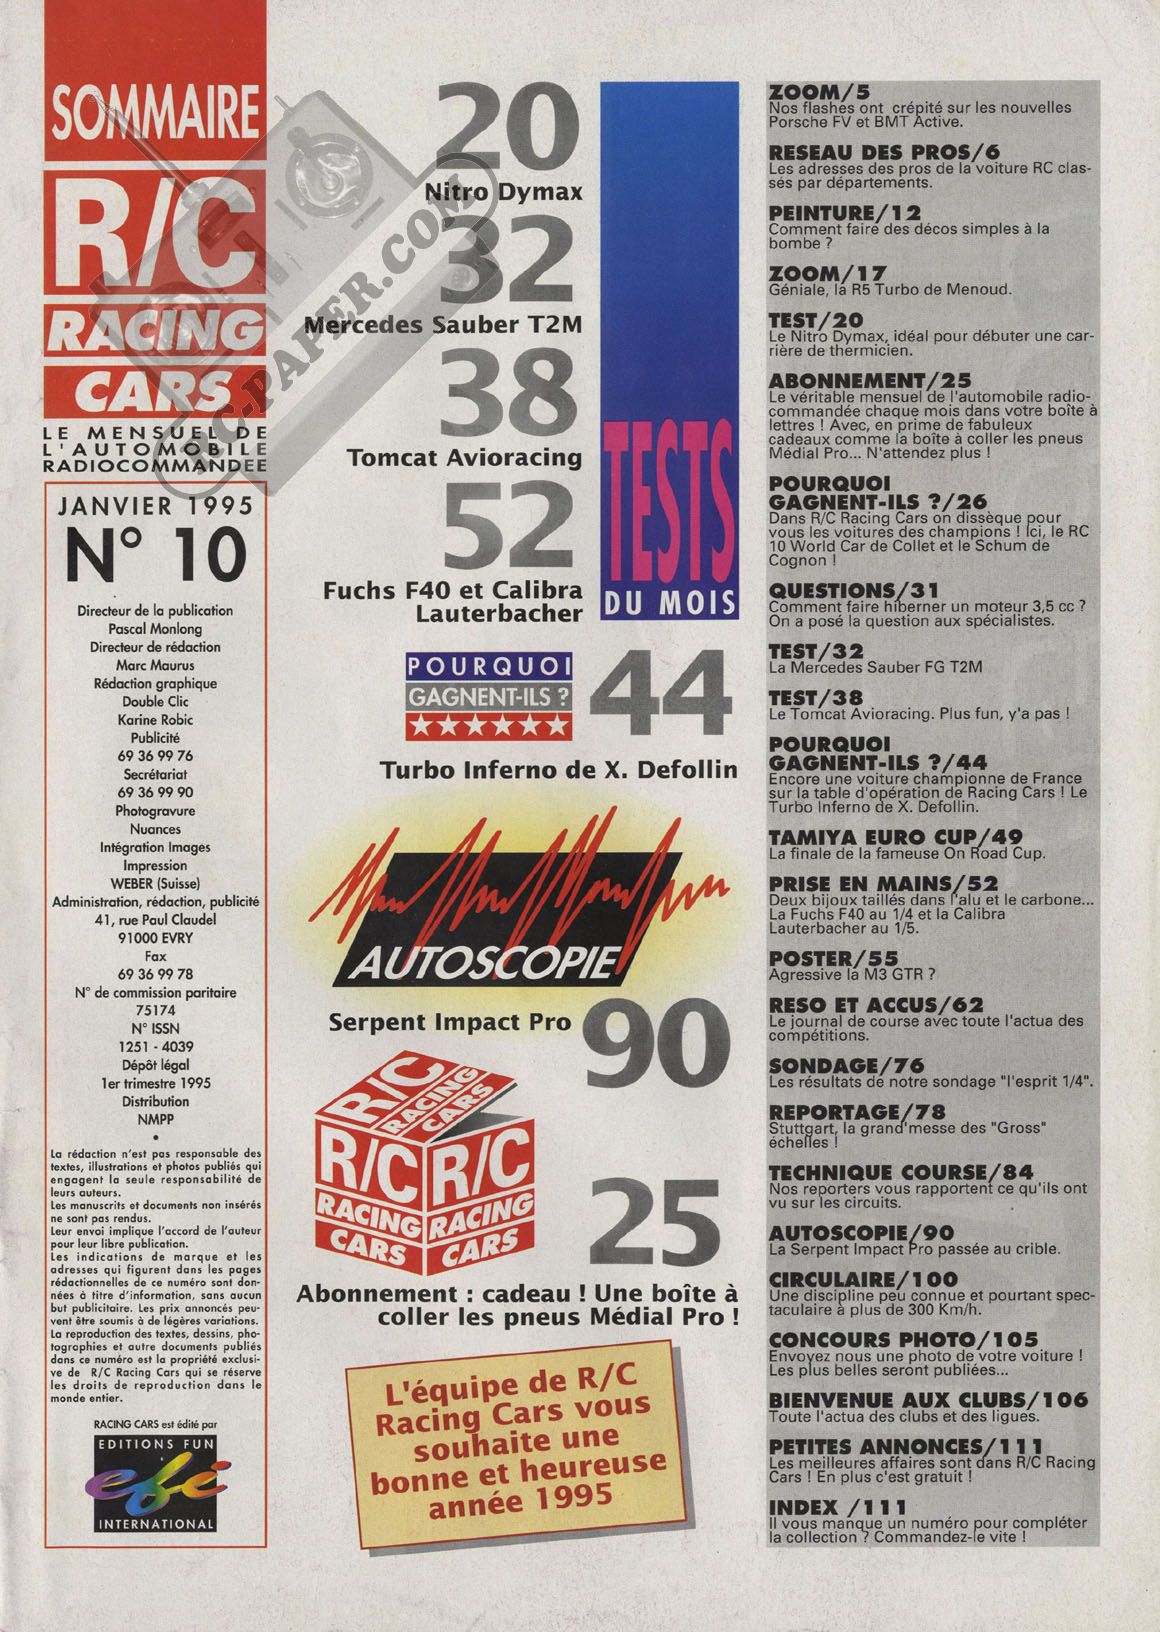 SOMMAIRE
R/C
RACING
CARS
LE MENSUEL DE
L'AUTOMOBILE
RADIOCOMMANDEE
JANVIER 1995
N° 10
Directeur de la publication
Pascal Monlong
Directeur de rédaction
Marc Maurus
Rédaction graphique
Double Clic
Karine Robic
Publicité
69 36 99 76
Secrétariat
69 36 99 90
Photogravure
Nuances
Intégration Images
Impression
WEBER (Suisse)
Administration, rédaction, publicité
41, rue Paul Claudel
91000 EVRY
Fax
69 36 99 78
N° de commission paritaire
75174
N° ISSN
1251 - 4039
Dépôt légal
1er trimestre 1995
Distribution
NMPP
•
La rédaction n'est pas responsable des
textes, illustrations et photos publiés qui
engagent la seule responsabilité de
leurs auteurs.
Les manuscrits et documents non insérés
ne sont pas rendus.
Leur envoi implique l'accord de l'auteur
pour leur libre publication.
Les indications de marque et les
adresses qui figurent dans les pages
rédactionnelles de ce numéro sont don-
nées à titre d'information, sans aucun
but publicitaire. Les prix annoncés peu-
vent être soumis à de légères variations.
La reproduction des textes, dessins, pho-
tographies et autre documents publiés
dans ce numéro est la propriété exclusi-
ve de R/C Racing Cars qui se réserve
les droits de reproduction dans le
monde entier.
RACING CARS est édité par
EDITIONS FUN
efi
INTERNATIONAL
RC-PAPER.COM
20
Nitro Dymax
32
Mercedes Sauber T2M
38
Tomcat Avioracing
52
Fuchs F40 et Calibra
Lauterbacher
TESTS
DU MOIS
POURQUOI
GAGNENT-ILS ?
44
Turbo Inferno de X. Defollin
AUTOSCOPIE
Serpent Impact Pro
90
R/C
RACING
CARS
R/C
RACING
CARS
R/C
RACING
CARS
25
Abonnement : cadeau ! Une boîte à
coller les pneus Médial Pro !
L'équipe de R/C
Racing Cars vous
souhaite une
bonne et heureuse
année 1995
ZOOM/5
Nos flashes ont crépité sur les nouvelles
Porsche FV et BMT Active.
RESEAU DES PROS/6
Les adresses des pros de la voiture RC clas-
sés par départements.
PEINTURE/12
Comment faire des décos simples à la
bombe ?
ZOOM/17
Géniale, la R5 Turbo de Menoud.
TEST/20
Le Nitro Dymax, idéal pour débuter une car-
rière de thermicien.
ABONNEMENT/25
Le véritable mensuel de l'automobile radio-
commandée chaque mois dans votre boîte à
lettres ! Avec, en prime de fabuleux
cadeaux comme la boîte à coller les pneus
Médial Pro... N'attendez plus !
POURQUOI
GAGNENT-ILS ?/26
Dans R/C Racing Cars on dissèque pour
vous les voitures des champions ! Ici, le RC
10 World Car de Collet et le Schum de
Cognon !
QUESTIONS/31
Comment faire hiberner un moteur 3,5 cc ?
On a posé la question aux spécialistes.
TEST/32
La Mercedes Sauber FG T2M
TEST/38
Le Tomcat Avioracing. Plus fun, y'a pas !
POURQUOI
GAGNENT-ILS ?/44
Encore une voiture championne de France
sur la table d'opération de Racing Cars ! Le
Turbo Inferno de X. Defollin.
TAMIYA EURO CUP/49
La finale de la fameuse On Road Cup.
PRISE EN MAINS/52
Deux bijoux taillés dans l'alu et le carbone...
La Fuchs F40 au 1/4 et la Calibra
Lauterbacher au 1/5.
POSTER/55
Agressive la M3 GTR ?
RESO ET ACCUS/62
Le journal de course avec toute l'actua des
compétitions.
SONDAGE/76
Les résultats de notre sondage "l'esprit 1/4".
REPORTAGE/78
Stuttgart, la grand'messe des "Gross"
échelles !
TECHNIQUE COURSE/84
Nos reporters vous rapportent ce qu'ils ont
vu sur les circuits.
AUTOSCOPIE/90
La Serpent Impact Pro passée au crible.
CIRCULAIRE/100
Une discipline peu connue et pourtant spec-
taculaire à plus de 300 Km/h.
CONCOURS PHOTO/105
Envoyez nous une photo de votre voiture !
Les plus belles seront publiées...
BIENVENUE AUX CLUBS/106
Toute l'actua des clubs et des ligues.
PETITES ANNONCES/111
Les meilleures affaires sont dans R/C Racing
Cars ! En plus c'est gratuit !
INDEX /111
Il vous manque un numéro pour compléter
la collection ? Commandez-le vite !